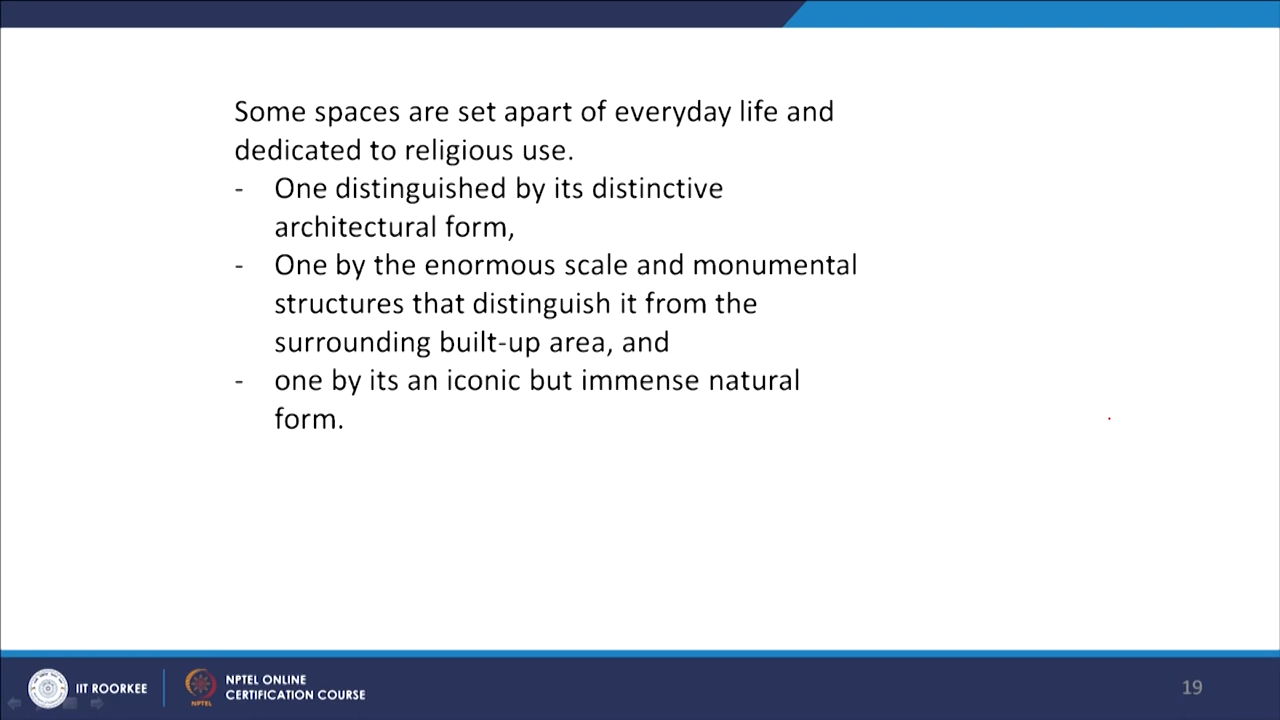 Some spaces are set apart of everyday life and
dedicated to religious use.
- One distinguished by its distinctive
architectural form,
- One by the enormous scale and monumental
structures that distinguish it from the
surrounding built-up area, and
- one by its an iconic but immense natural
form.
IIT ROORKEE
NPTEL
NPTEL ONLINE
CERTIFICATION COURSE
19